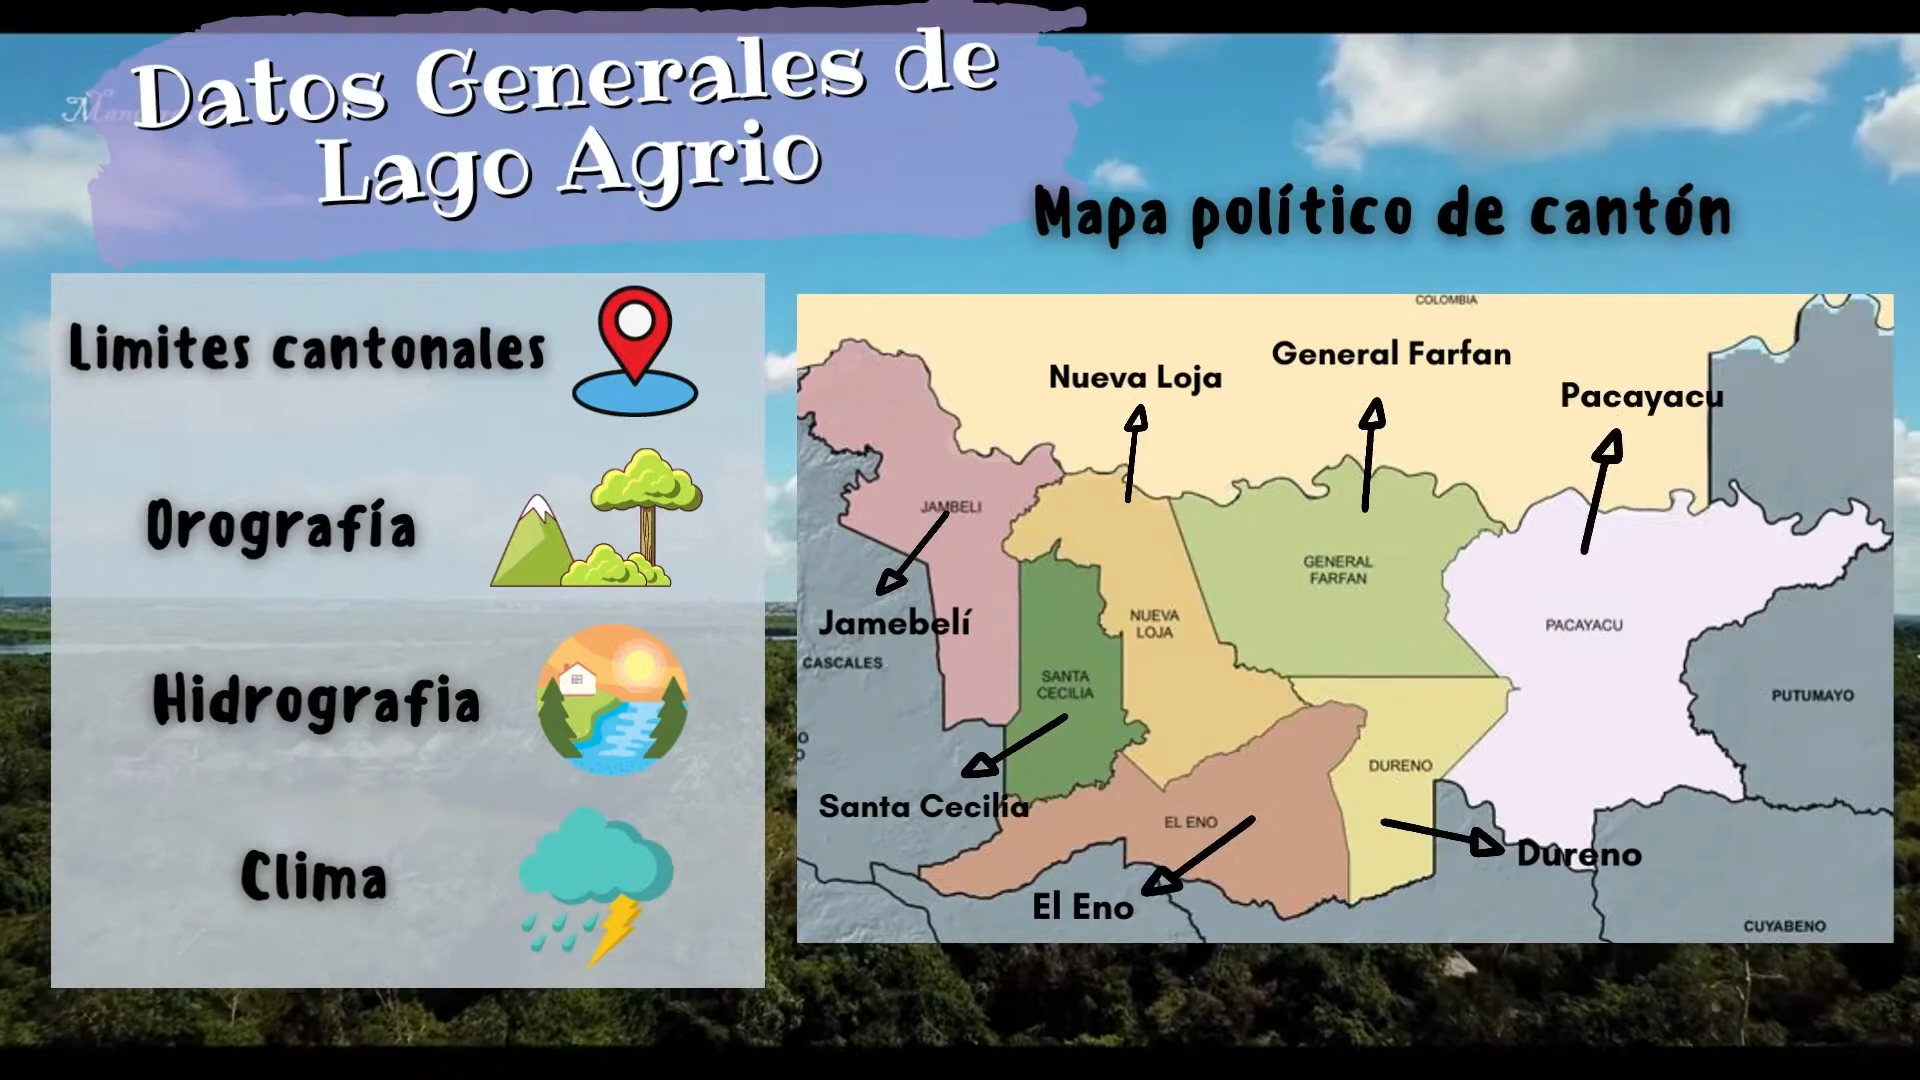 Datos Generales de
Lago Agrio
Mapa político de cantón
Limites cantonales
Orografía
Hidrografia
Clima
COLOMBIA
General Farfan
Nueva Loja
Pacayacu
JAMBELI
GENERAL
FARFAN
NUEVA
LOJA
PACAYACU
Jamebelí
CASCALES
SANTA
CECILIA
PUTUMAYO
DURENO
Santa Cecilia
EL ENO
Dureno
El Eno
CUYABENO